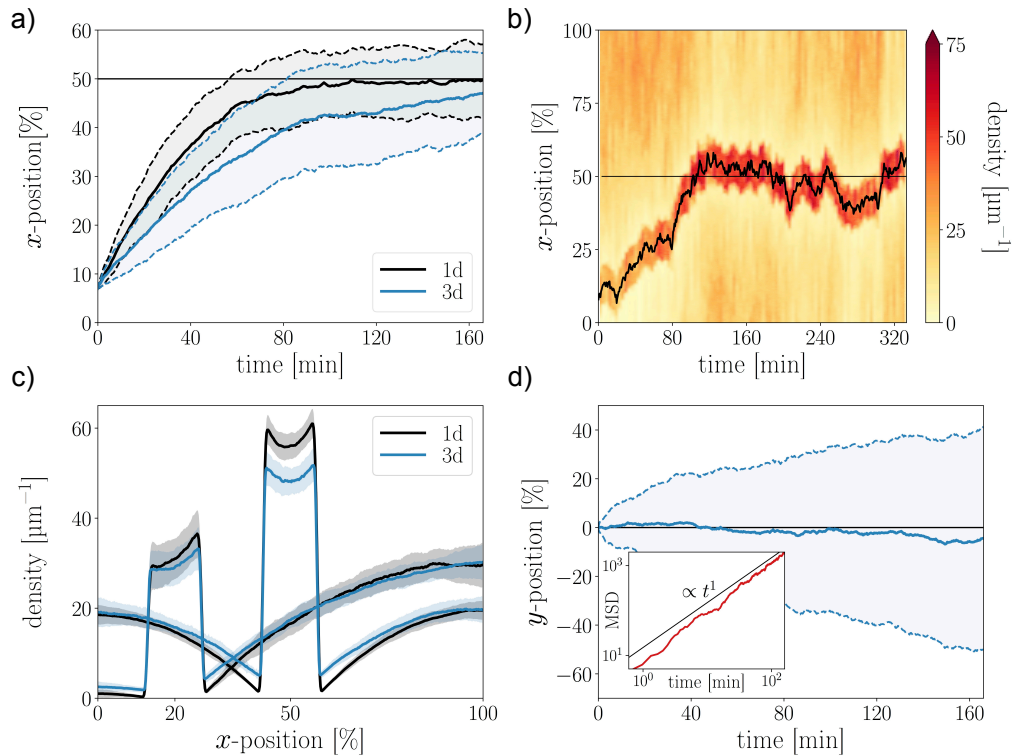 a)
60
50
40
30
20
10
0
x-position[%]
0 40 80 120 160
time [min]
1d
3d
b)
100
75
50
25
0
x-position [%]
0 80 160 240 320
time [min]
75
50
25
0
density [µm⁻¹]
c)
60
40
20
0
density [µm⁻¹]
0 20 50 100
x-position [%]
1d
3d
d)
40
20
0
−20
−40
−60
y-position [%]
0 40 80 120 160
time [min]
10³
10¹
MSD
∝ t¹
10⁰ 10²
time [min]